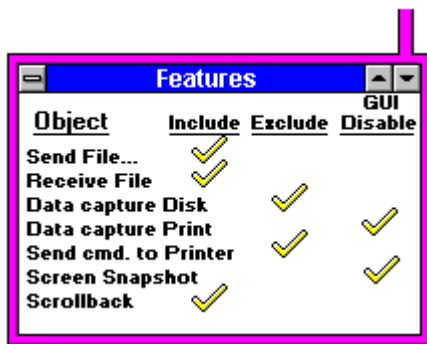 Features
GUI
Object Include Exclude Disable
Send File...
Receive File
Data capture Disk
Data capture Print
Send cmd. to Printer
Screen Snapshot
Scrollback